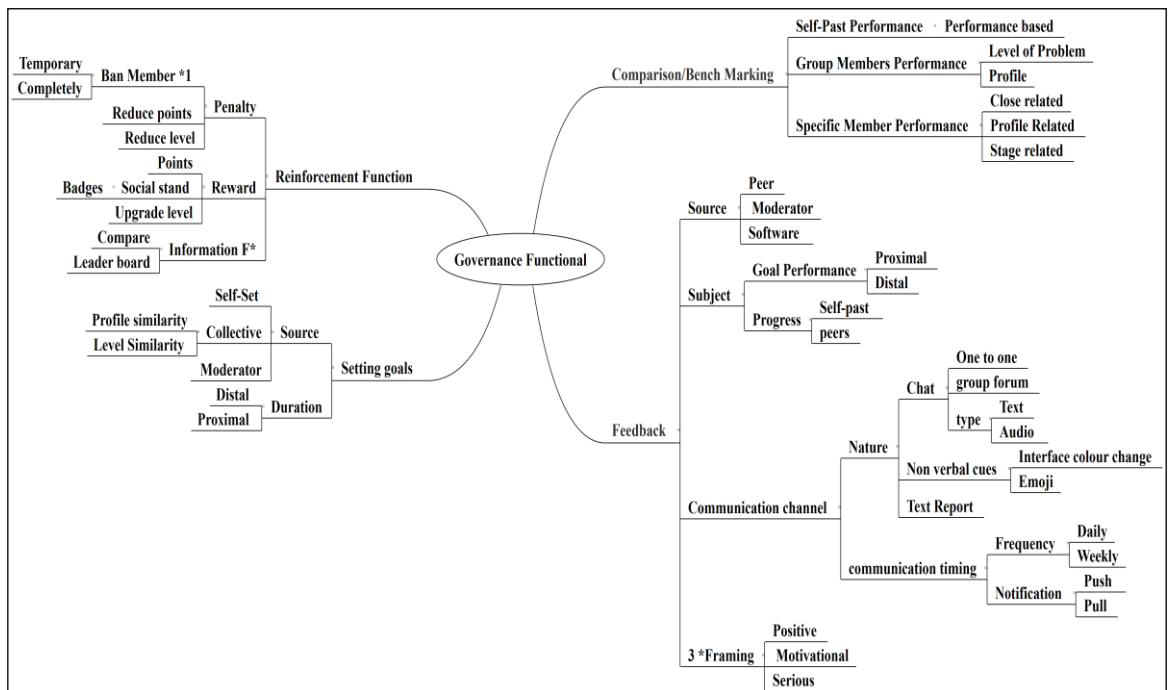 Governance Functional
Reinforcement Function
Penalty
Ban Member *1
Temporary
Completely
Reduce points
Reduce level
Reward
Points
Social stand
Badges
Upgrade level
Information F*
Compare
Leader board
Setting goals
Source
Self-Set
Collective
Profile similarity
Level Similarity
Moderator
Duration
Distal
Proximal
Comparison/Bench Marking
Self-Past Performance
Performance based
Group Members Performance
Level of Problem
Profile
Specific Member Performance
Close related
Profile Related
Stage related
Feedback
Source
Peer
Moderator
Software
Subject
Goal Performance
Proximal
Distal
Progress
Self-past
peers
Communication channel
Nature
Chat
One to one
group forum
type
Text
Audio
Non verbal cues
Interface colour change
Emoji
Text Report
communication timing
Frequency
Daily
Weekly
Notification
Push
Pull
3 *Framing
Positive
Motivational
Serious